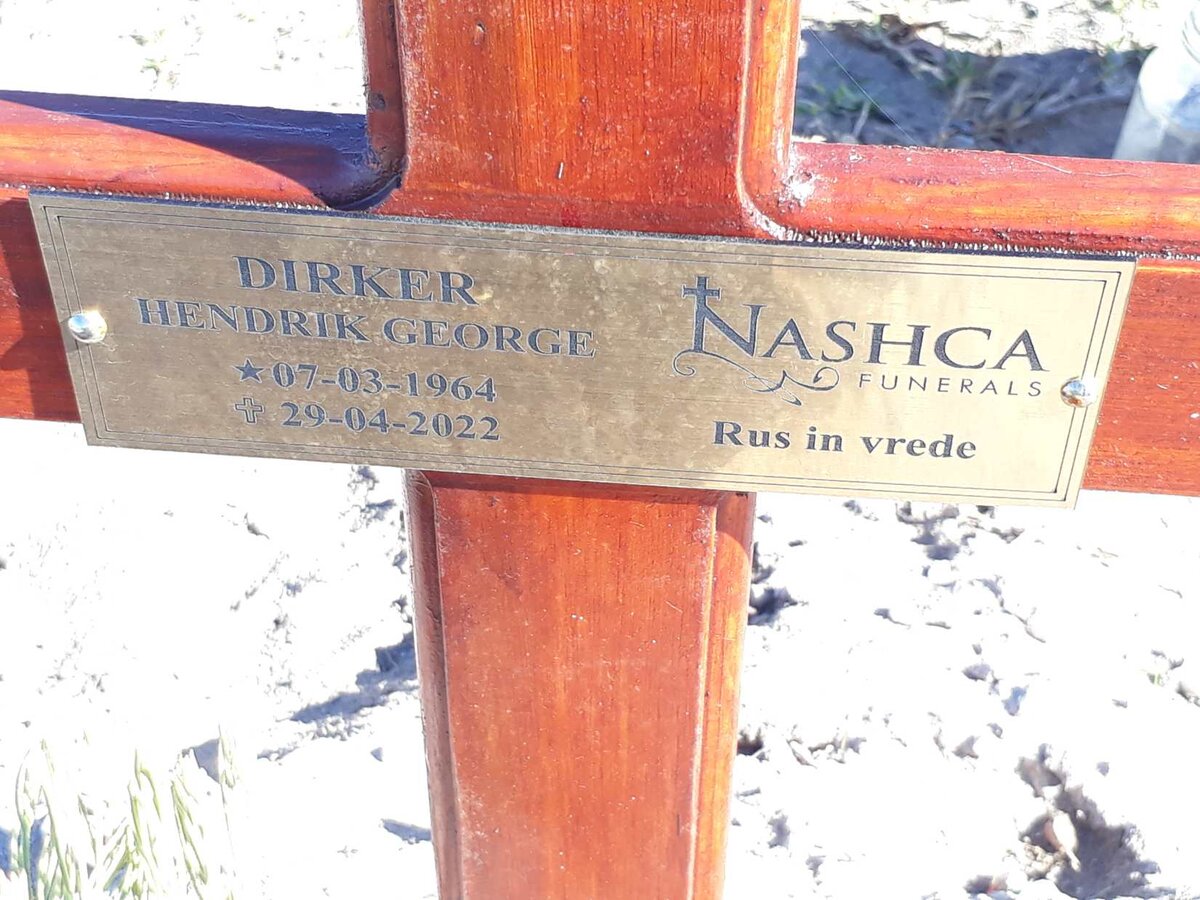 DIRKER
HENDRIK GEORGE
★07-03-1964
✞ 29-04-2022
NASHCA
FUNERALS
Rus in vrede